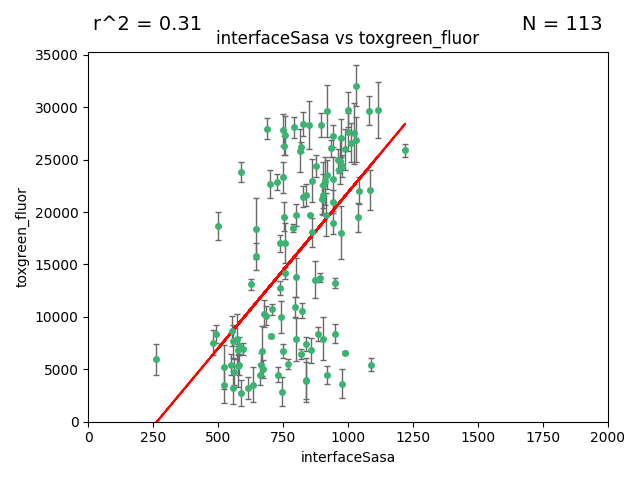 r^2 = 0.31
N = 113
interfaceSasa vs toxgreen_fluor
35000
30000
25000
20000
15000
10000
5000
0
toxgreen_fluor
0 250 500 750 1000 1250 1500 1750 2000
interfaceSasa